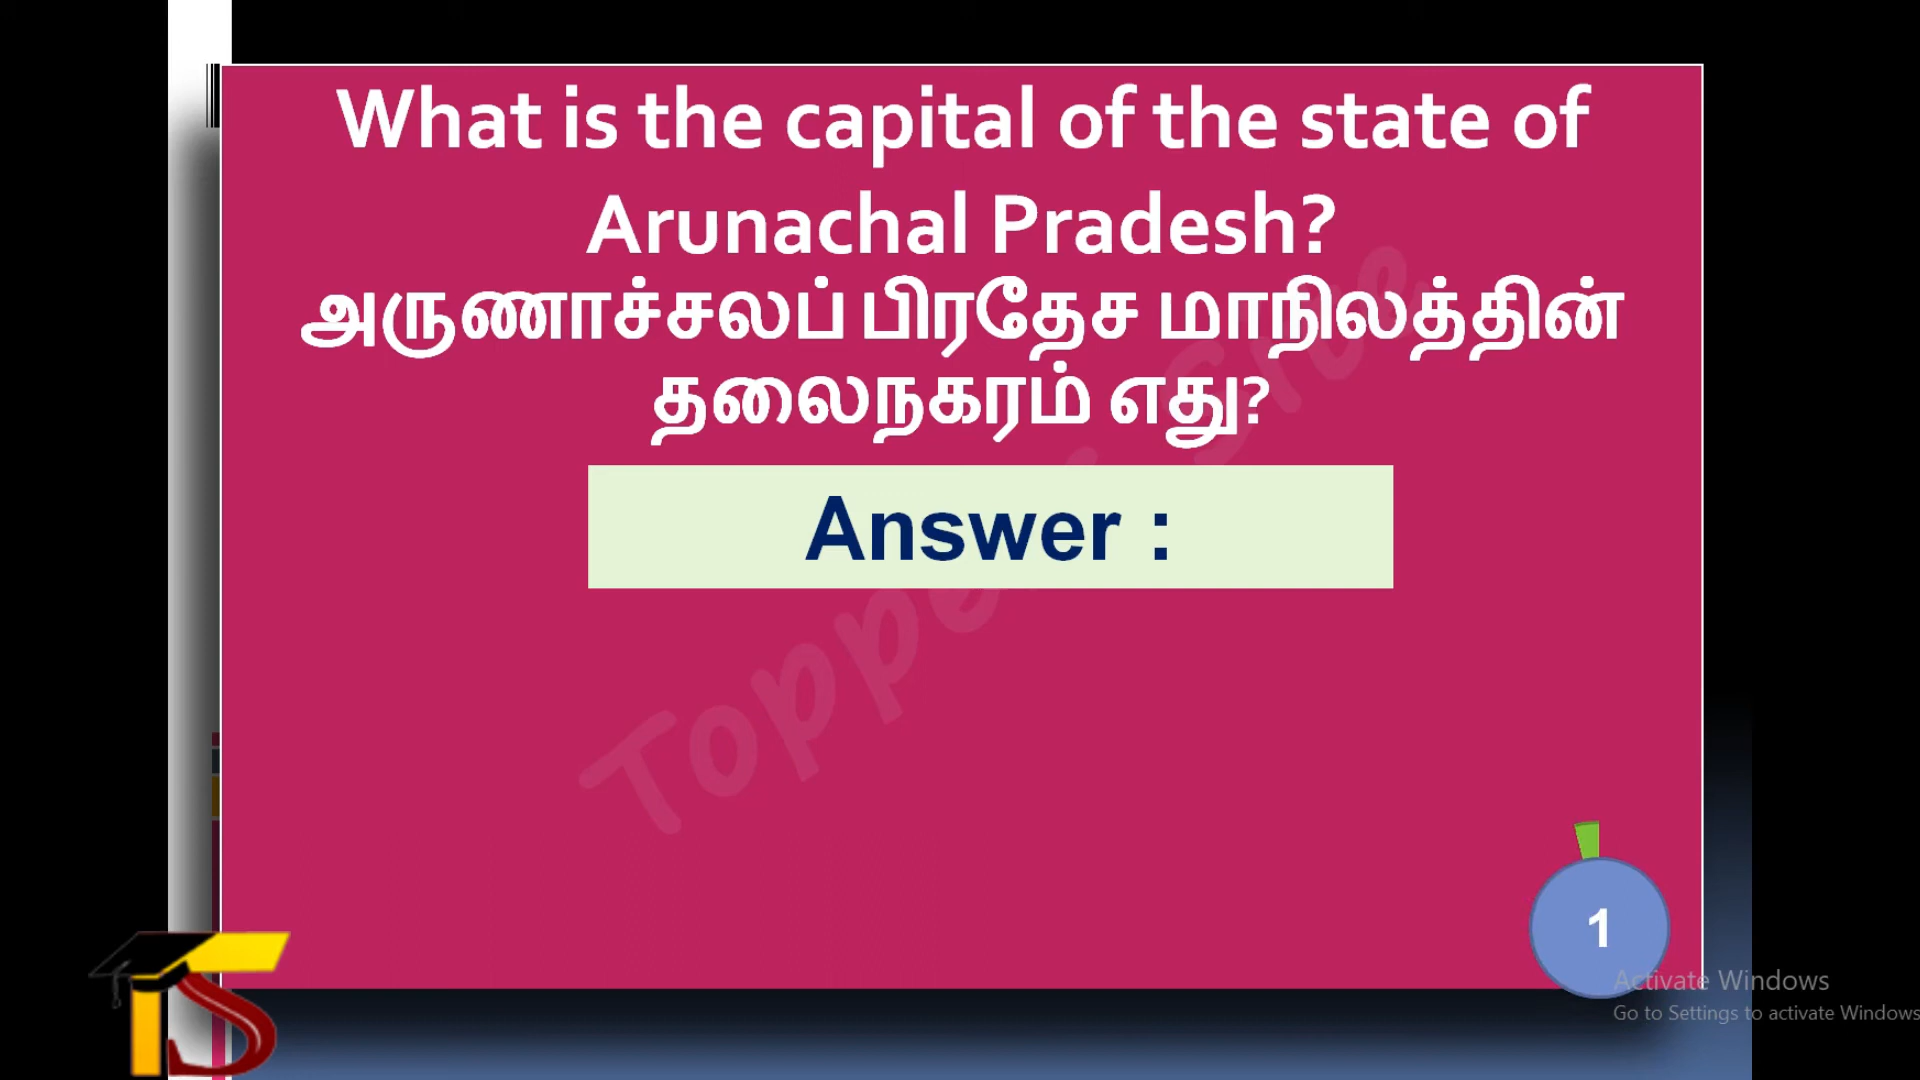 What is the capital of the state of
Arunachal Pradesh?
அருணாச்சலப் பிரதேச மாநிலத்தின்
தலைநகரம் எது?
Answer :
1
Activate Windows
Go to Settings to activate Windows
TS